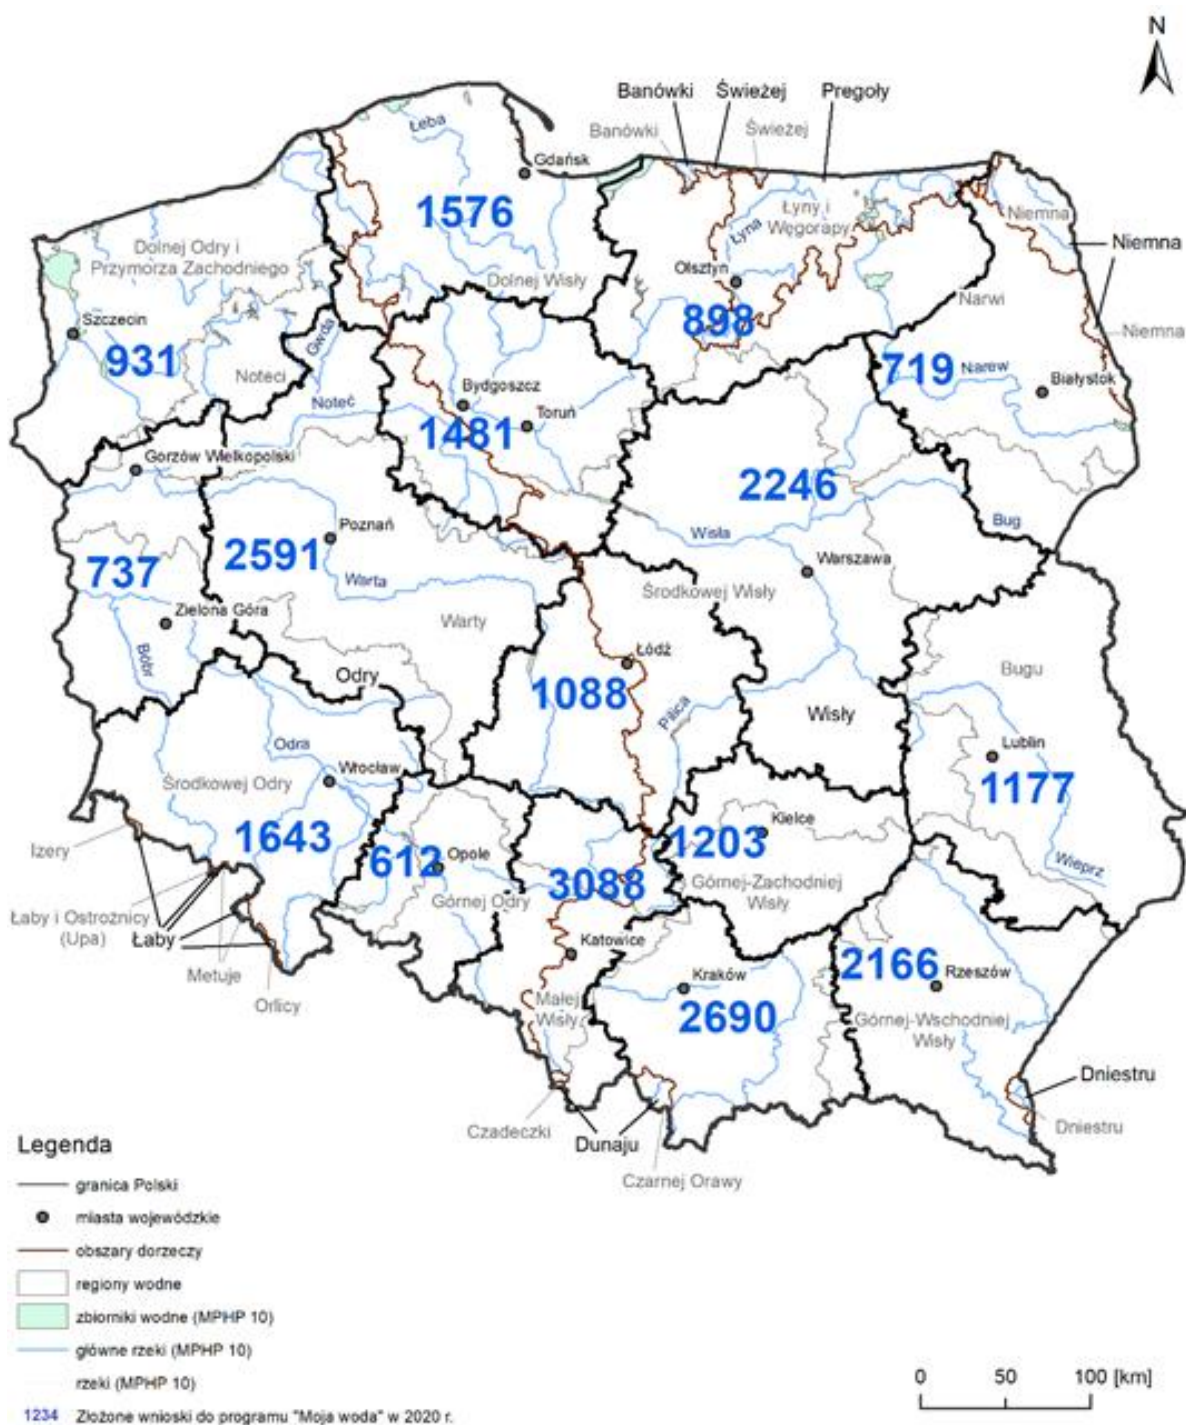 N
Banówki
Świeżej
Pregoły
Banówki
Świeżej
Łeba
Gdańsk
1576
Łyny i
Węgorapy
Łyna
Niemna
Niemna
Dolnej Odry i
Przymorza Zachodniego
Dolnej Wisły
Olsztyn
898
Narwi
Niemna
Szczecin
931
Noteci
Gwda
Noteć
Bydgoszcz
Toruń
1481
719
Narew
Białystok
Gorzów Wielkopolski
2246
Poznań
2591
737
Warta
Wisła
Bug
Warszawa
Środkowej Wisły
Zielona Góra
Bóbr
Warty
Odry
Łódź
1088
Pilica
Wisły
Bugu
Lublin
1177
Wieprz
Odra
Wrocław
Środkowej Odry
1643
Izery
Łaby i Ostrożnicy
(Upa)
Łaby
Metuje
Orlicy
612
Opole
Górnej Odry
3088
1203
Kielce
Górnej-Zachodniej
Wisły
Katowice
Małej
Wisły
Kraków
2690
2166
Rzeszów
Górnej-Wschodniej
Wisły
Dniestru
Dniestru
Czadeczki
Dunaju
Czarnej Orawy
Legenda
granica Polski
miasta wojewódzkie
obszary dorzeczy
regiony wodne
zbiorniki wodne (MPHP 10)
główne rzeki (MPHP 10)
rzeki (MPHP 10)
1234 Złożone wnioski do programu "Moja woda" w 2020 r.
0 50 100 [km]